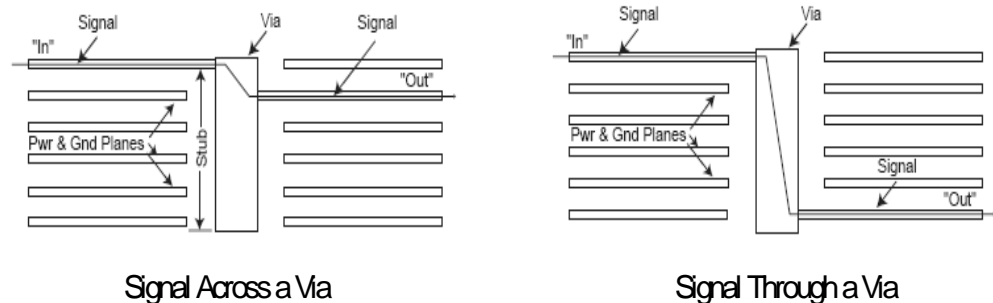 Signal
Via
Signal
"In"
"Out"
Pwr & Gnd Planes
Stub
Signal Across a Via
Signal
Via
"In"
Pwr & Gnd Planes
Signal
"Out"
Signal Through a Via